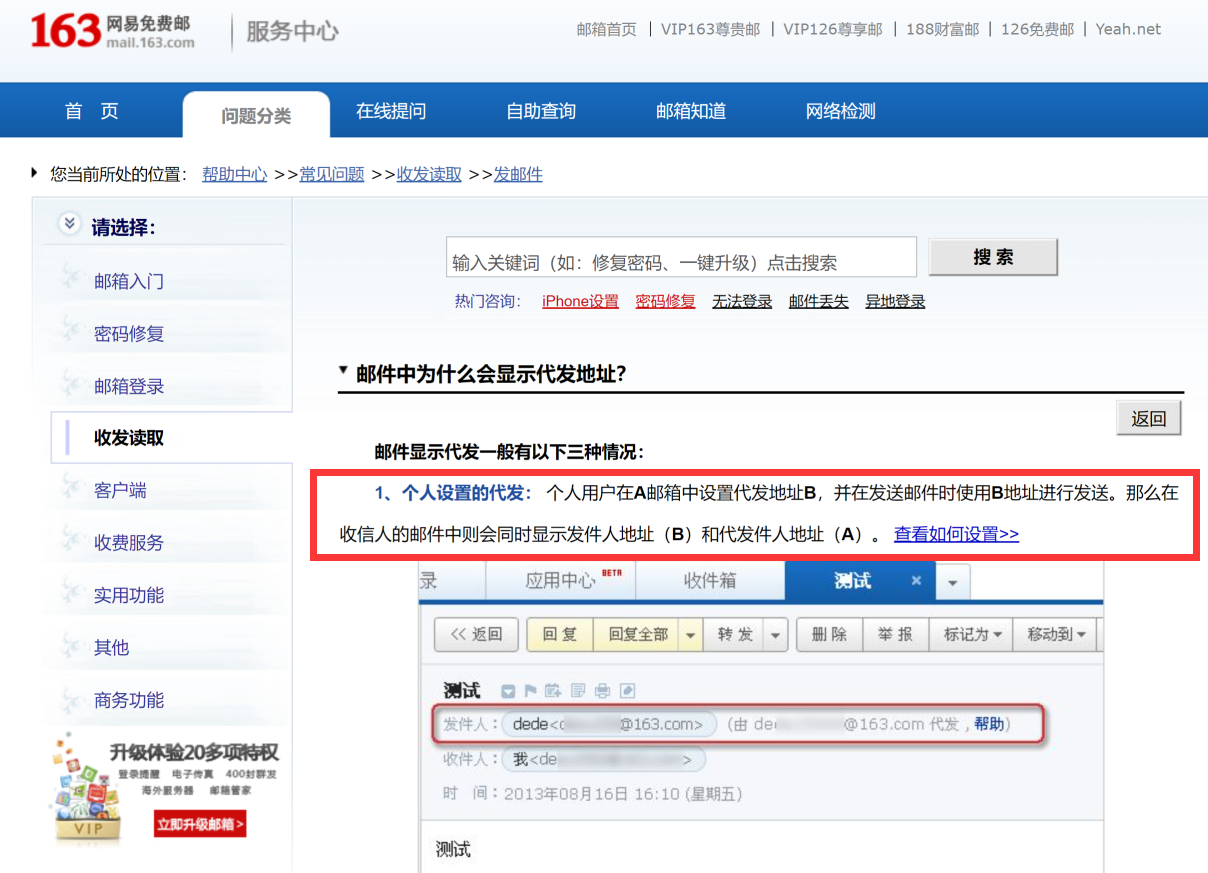 163 网易免费邮 mail.163.com 服务中心
邮箱首页 | VIP163尊贵邮 | VIP126尊享邮 | 188财富邮 | 126免费邮 | Yeah.net
首 页 问题分类 在线提问 自助查询 邮箱知道 网络检测
您当前所处的位置： 帮助中心 >>常见问题 >>收发读取 >>发邮件
请选择：
邮箱入门
密码修复
邮箱登录
收发读取
客户端
收费服务
实用功能
其他
商务功能
升级体验20多项特权
登录提醒 电子传真 400封群发
海外服务器 邮箱管家
立即升级邮箱>
VIP
输入关键词（如：修复密码、一键升级）点击搜索 搜 索
热门咨询： iPhone设置 密码修复 无法登录 邮件丢失 异地登录
邮件中为什么会显示代发地址？
返回
邮件显示代发一般有以下三种情况：
1、个人设置的代发： 个人用户在A邮箱中设置代发地址B，并在发送邮件时使用B地址进行发送。那么在
收信人的邮件中则会同时显示发件人地址（B）和代发件人地址（A）。 查看如何设置>>
录 应用中心 BETA 收件箱 测试 ×
<< 返回 回 复 回复全部 转 发 删 除 举 报 标记为 移动到
测试
发件人： dede<d @163.com> （由 de @163.com 代发，帮助）
收件人： 我<de >
时 间： 2013年08月16日 16:10 (星期五)
测试